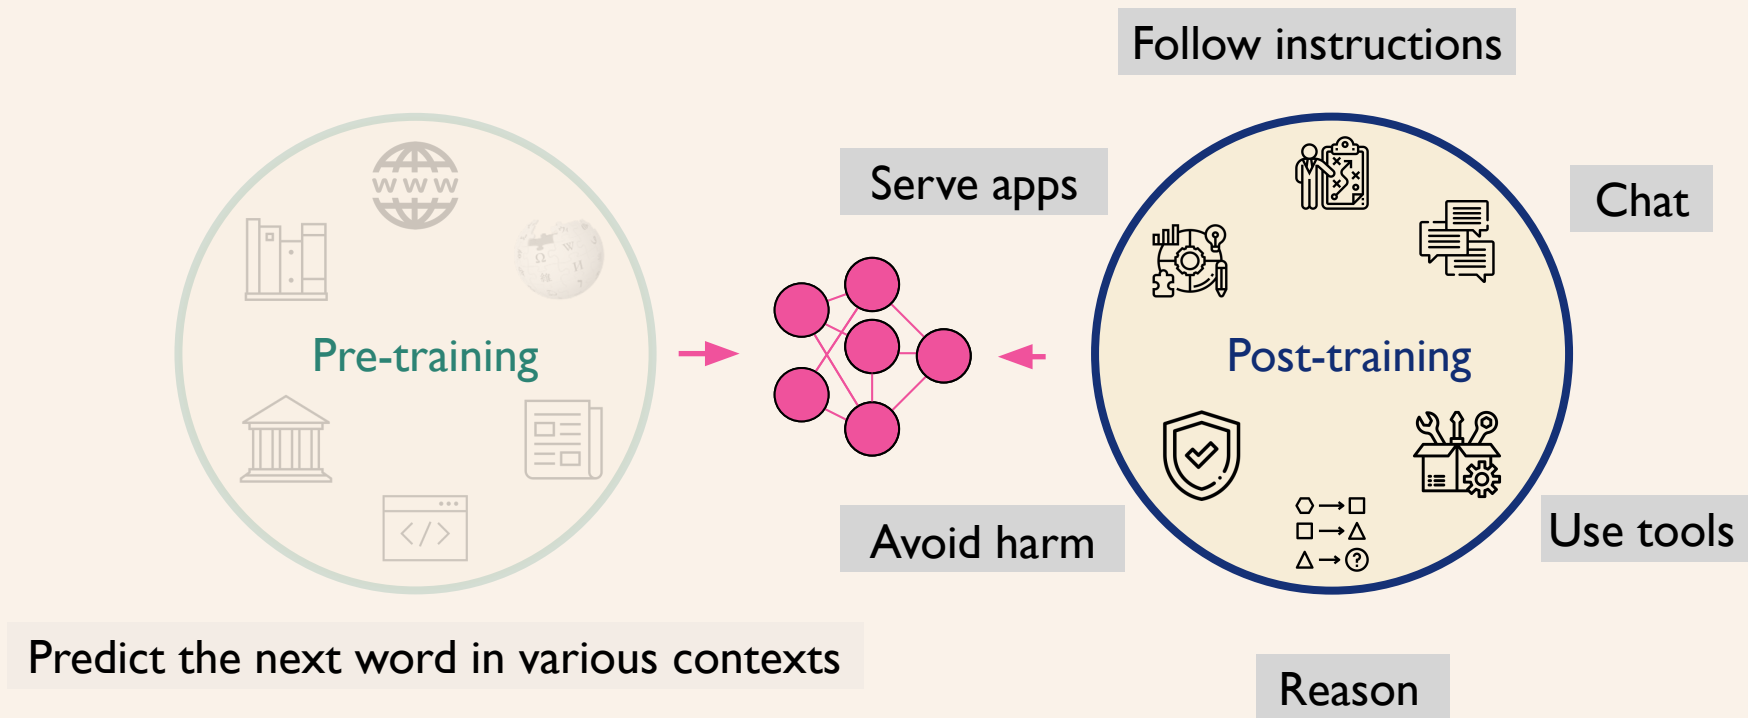 Follow instructions
Serve apps
Chat
WWW
Pre-training
Post-training
</>
?
Avoid harm
Use tools
Predict the next word in various contexts
Reason